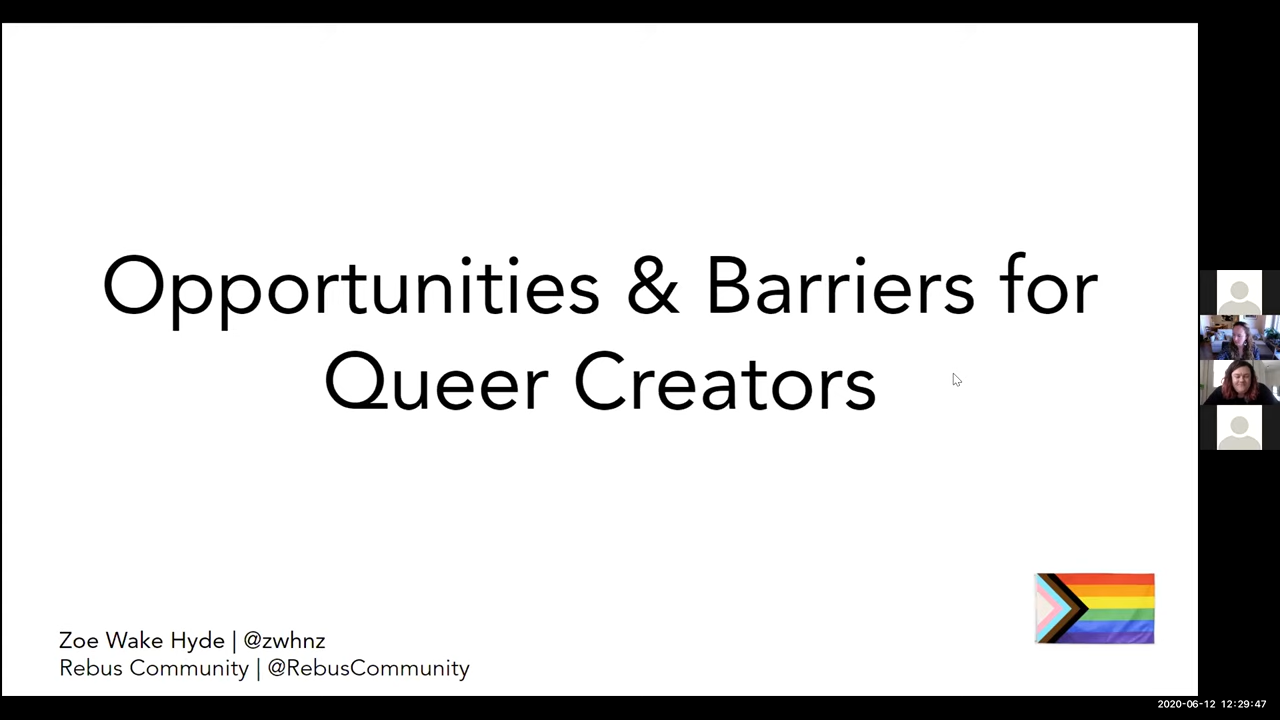 Opportunities & Barriers for
Queer Creators
Zoe Wake Hyde | @zwhnz
Rebus Community | @RebusCommunity
2020-06-12 12:29:47